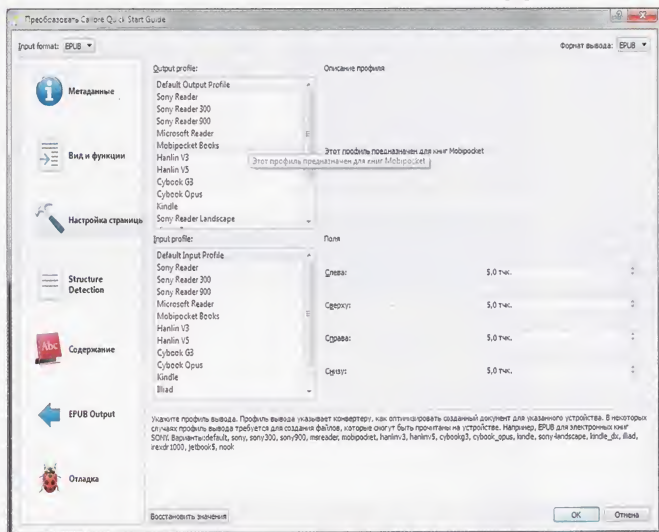 Преобразовать Calibre Quick Start Guide
Input format: EPUB
Формат вывода: EPUB
Метаданные
Вид и функции
Настройка страниць
Structure Detection
Содержание
EPUB Output
Отладка
Output profile:
Default Output Profile
Sony Reader
Sony Reader 300
Sony Reader 900
Microsoft Reader
Mobipocket Books
Hanlin V3
Hanlin V5
Cybook G3
Cybook Opus
Kindle
Sony Reader Landscape
Описание профиля
Этот профиль предназначен для книг Mobipocket
Этот профиль предназначен для книг Mobipocket
Input profile:
Default Input Profile
Sony Reader
Sony Reader 300
Sony Reader 900
Microsoft Reader
Mobipocket Books
Hanlin V3
Hanlin V5
Cybook G3
Cybook Opus
Kindle
Iliad
Поля
Слева: 5,0 тчк.
Сверху: 5,0 тчк.
Справа: 5,0 тчк.
Снизу: 5,0 тчк.
Укажите профиль вывода. Профиль вывода указывает конвертеру, как оптимизировать созданный документ для указанного устройства. В некоторых
случаях профиль вывода требуется для создания файлов, которые смогут быть прочитаны на устройстве. Например, EPUB для электронных книг
SONY. Варианты:default, sony, sony300, sony900, msreader, mobipocket, hanlinv3, hanlinv5, cybookg3, cybook_opus, kindle, sony-landscape, kindle_dx, illiad,
irexdr1000, jetbook5, nook
Восстановить значения
OK
Отмена